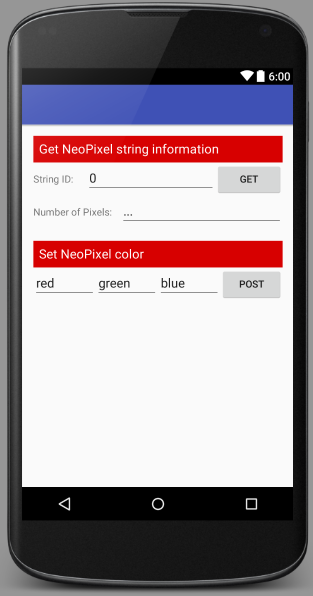 6:00
Get NeoPixel string information
String ID: 0 GET
Number of Pixels: ...
Set NeoPixel color
red green blue POST